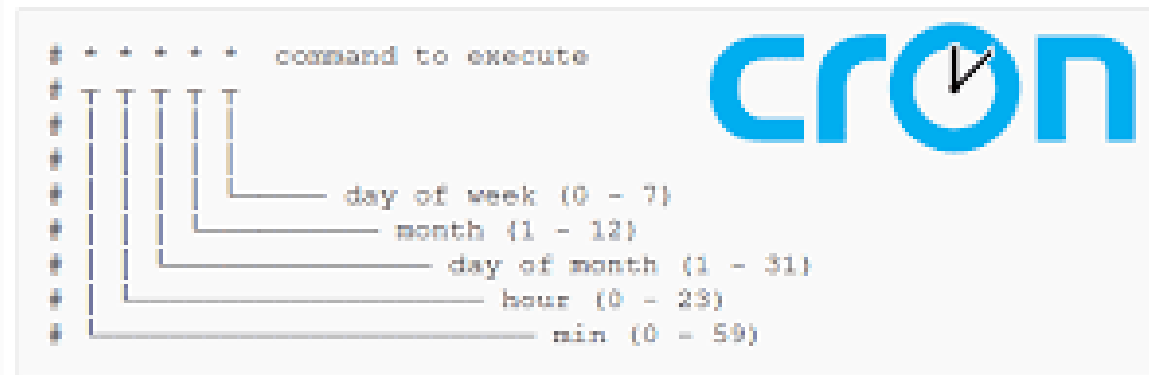 # * * * * * command to execute
cron
#
#
#
# day of week (0 - 7)
# month (1 - 12)
# day of month (1 - 31)
# hour (0 - 23)
# min (0 - 59)